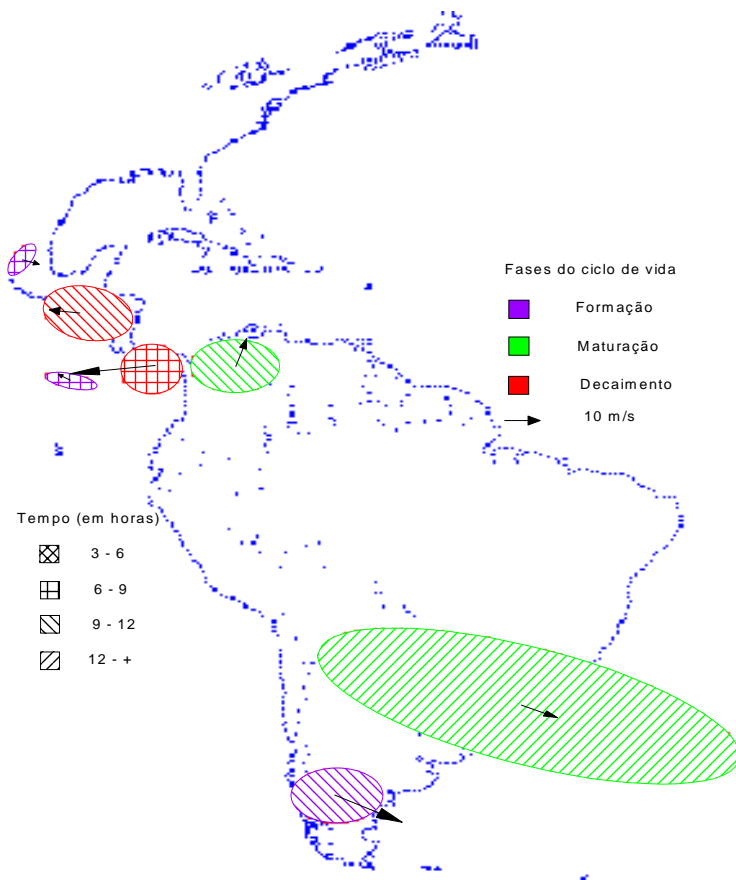 Fases do ciclo de vida
Formação
Maturação
Decaimento
10 m/s
Tempo (em horas)
3 - 6
6 - 9
9 - 12
12 - +